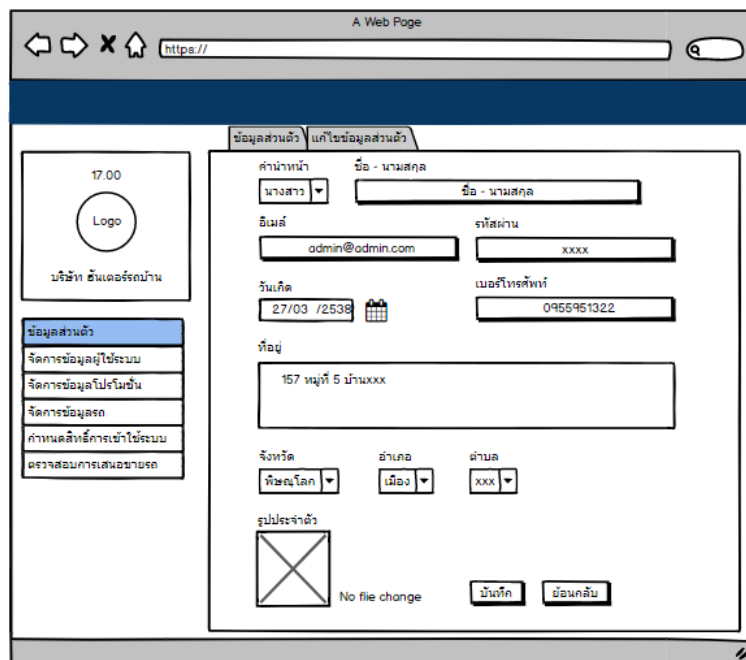 A Web Page
https://
ข้อมูลส่วนตัว แก้ไขข้อมูลส่วนตัว
17.00
Logo
บริษัท ฮันเตอร์รถบ้าน
ข้อมูลส่วนตัว
จัดการข้อมูลผู้ใช้ระบบ
จัดการข้อมูลโปรโมชั่น
จัดการข้อมูลรถ
กำหนดสิทธิ์การเข้าใช้ระบบ
ตรวจสอบการเสนอขายรถ
คำนำหน้า ชื่อ - นามสกุล
นางสาว ชื่อ - นามสกุล
อีเมล์ รหัสผ่าน
admin@admin.com xxxx
วันเกิด เบอร์โทรศัพท์
27/03 /2538 0955951322
ที่อยู่
157 หมู่ที่ 5 บ้านxxx
จังหวัด อำเภอ ตำบล
พิษณุโลก เมือง xxx
รูปประจำตัว
No flie change บันทึก ย้อนกลับ